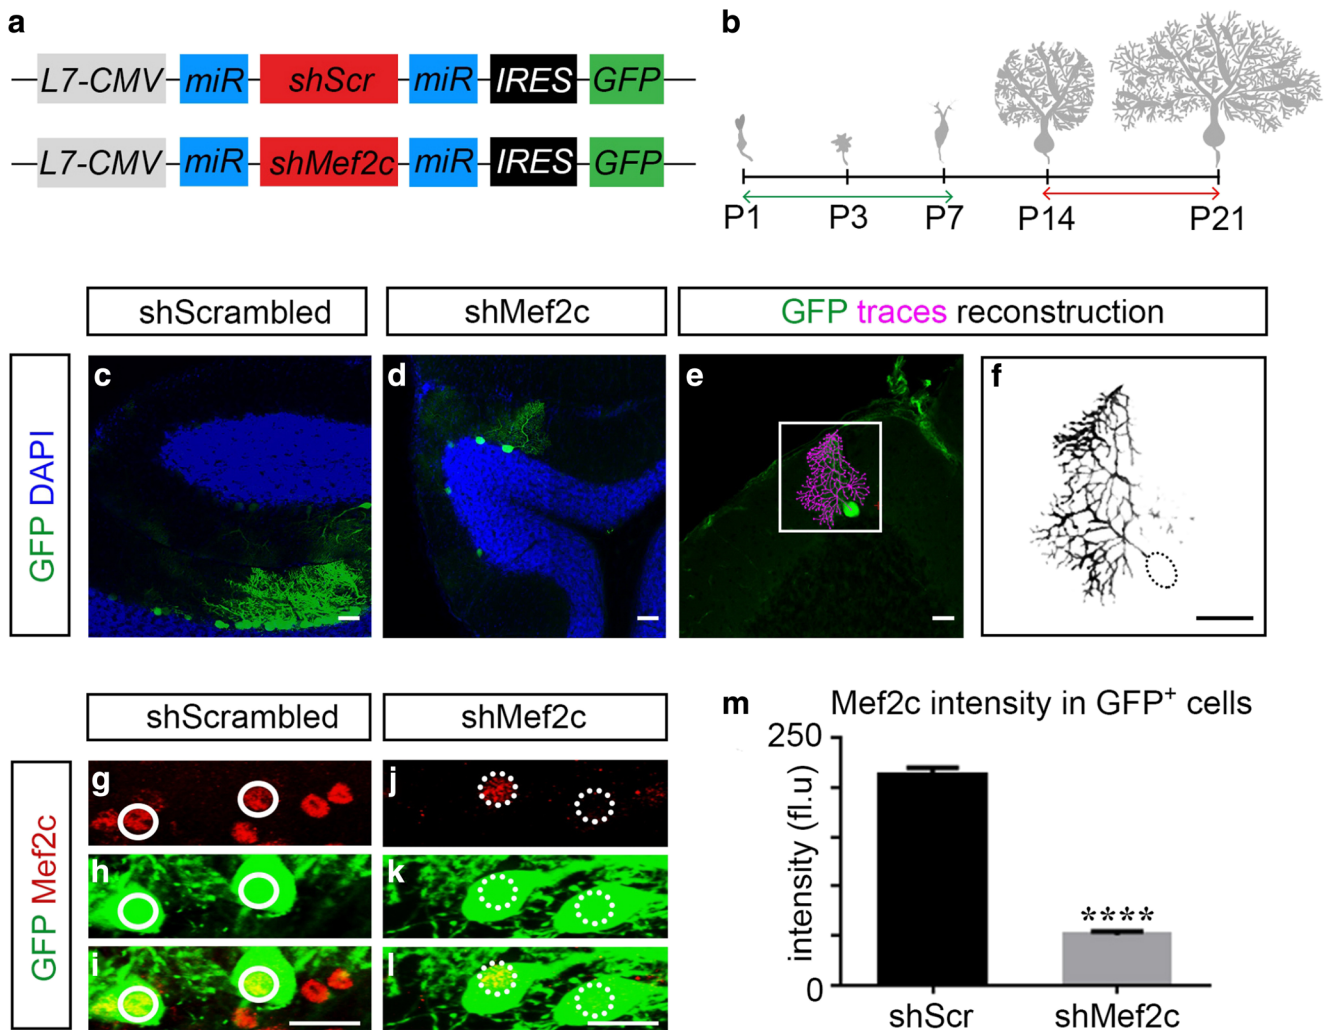 a
L7-CMV miR shScr miR IRES GFP
L7-CMV miR shMef2c miR IRES GFP
b
P1 P3 P7 P14 P21
shScrambled
shMef2c
GFP traces reconstruction
GFP DAPI
c
d
e
f
shScrambled
shMef2c
GFP Mef2c
g
h
i
j
k
l
m
Mef2c intensity in GFP+ cells
250
intensity (fl.u)
0
****
shScr shMef2c